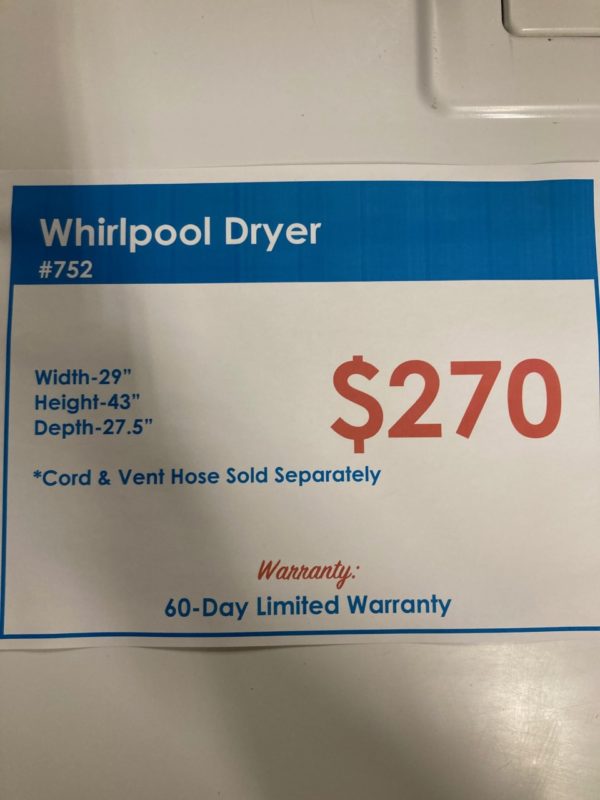 Whirlpool Dryer
#752
Width-29”
Height-43”
Depth-27.5”
$270
*Cord & Vent Hose Sold Separately
Warranty:
60-Day Limited Warranty